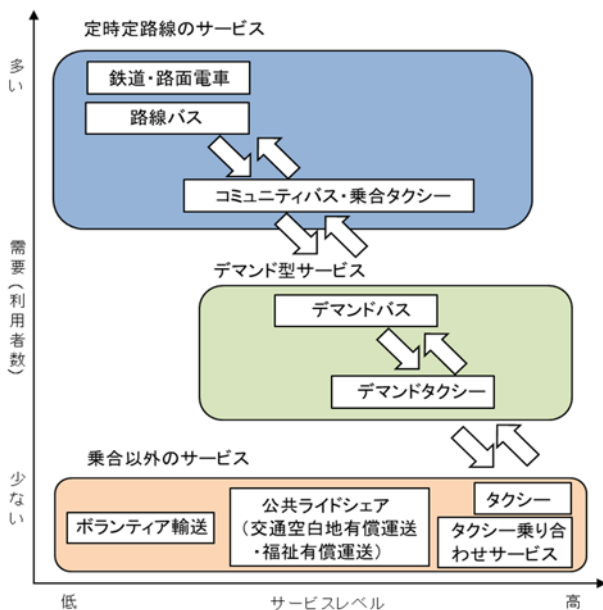 定時定路線のサービス
多い
鉄道・路面電車
路線バス
コミュニティバス・乗合タクシー
需要(利用者数)
デマンド型サービス
デマンドバス
デマンドタクシー
乗合以外のサービス
少ない
ボランティア輸送
公共ライドシェア
(交通空白地有償運送
・福祉有償運送)
タクシー
タクシー乗り合
わせサービス
低
サービスレベル
高